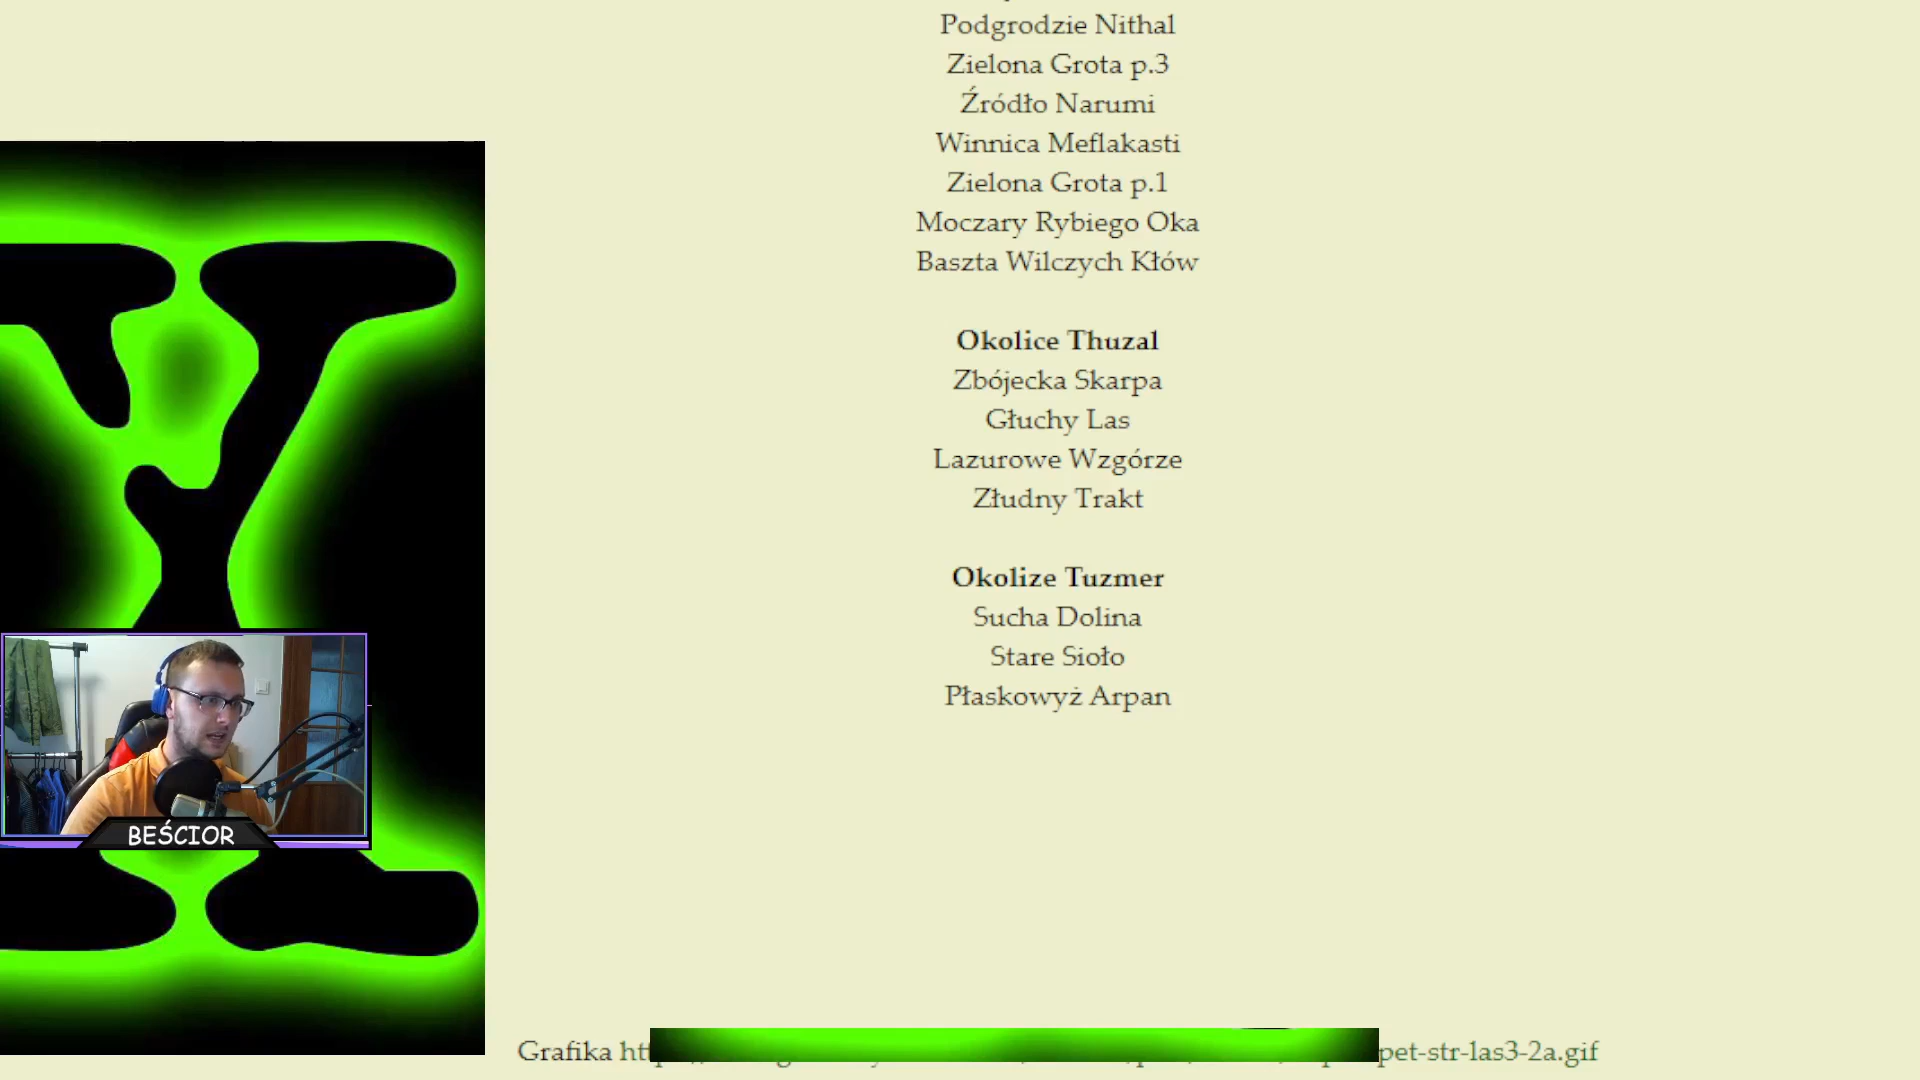 Podgrodzie Nithal
Zielona Grota p.3
Źródło Narumi
Winnica Meflakasti
Zielona Grota p.1
Moczary Rybiego Oka
Baszta Wilczych Kłów
Okolice Thuzal
Zbójecka Skarpa
Głuchy Las
Lazurowe Wzgórze
Złudny Trakt
Okolize Tuzmer
Sucha Dolina
Stare Sioło
Płaskowyż Arpan
BEŚCIOR
Grafika pet-str-las3-2a.gif